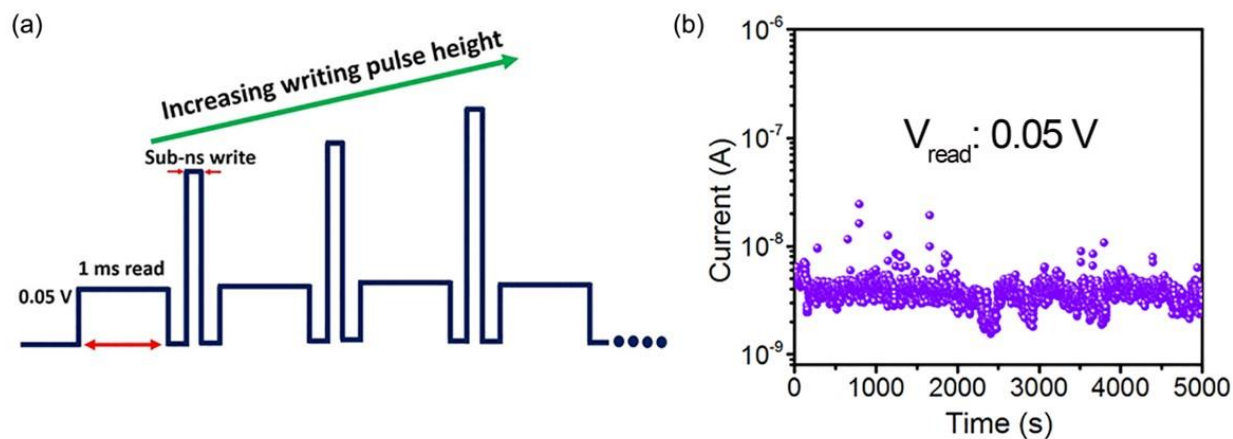 (a)
Increasing writing pulse height
Sub-ns write
1 ms read
0.05 V
(b)
V_read: 0.05 V
Current (A)
10^-6
10^-7
10^-8
10^-9
0 1000 2000 3000 4000 5000
Time (s)